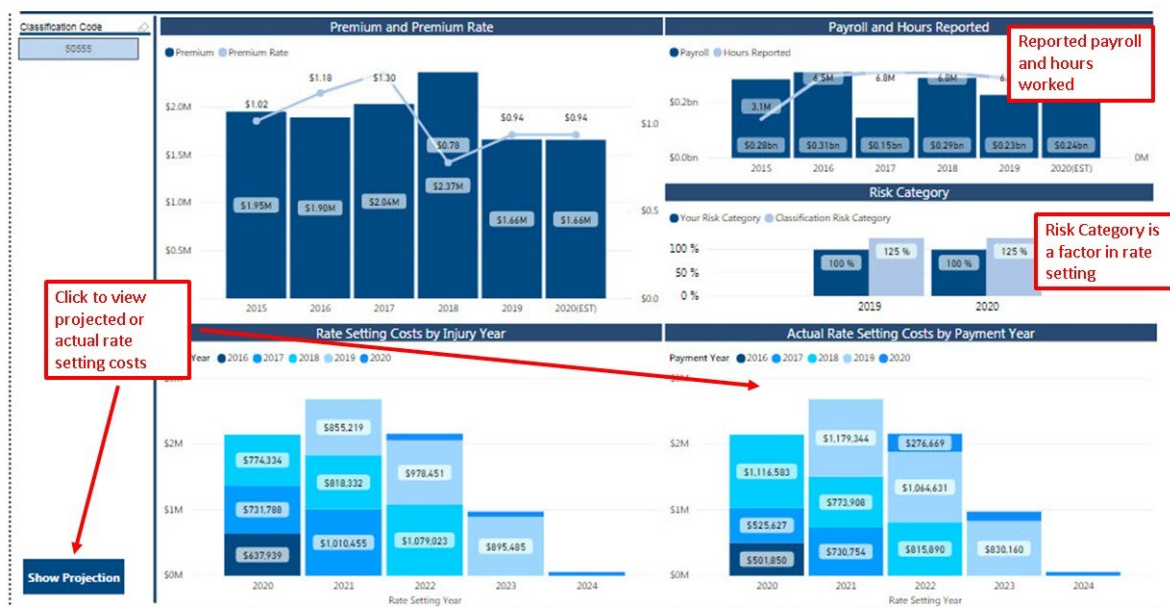 Classification Code
50555
Premium and Premium Rate
Premium Premium Rate
$2.0M
$1.5M
$1.0M
$0.5M
$1.02
$1.18
$1.30
$0.78
$0.94
$0.94
$1.95M
$1.90M
$2.04M
$2.37M
$1.66M
$1.66M
$1.0
$0.5
$0.0
2015 2016 2017 2018 2019 2020(EST)
Payroll and Hours Reported
Payroll Hours Reported
Reported payroll
and hours
worked
$0.2bn
$0.0bn
3.1M
6.5M
6.8M
6.8M
$0.28bn
$0.31bn
$0.15bn
$0.29bn
$0.23bn
$0.24bn
0M
2015 2016 2017 2018 2019 2020(EST)
Risk Category
Your Risk Category Classification Risk Category
Risk Category is
a factor in rate
setting
100 %
50 %
0 %
100 %
125 %
100 %
125 %
2019 2020
Click to view
projected or
actual rate
setting costs
Show Projection
Rate Setting Costs by Injury Year
Year 2016 2017 2018 2019 2020
$2M
$1M
$0M
$774,334
$731,788
$637,939
$855,219
$818,332
$1,010,455
$978,451
$1,079,023
$895,485
2020 2021 2022 2023 2024
Rate Setting Year
Actual Rate Setting Costs by Payment Year
Payment Year 2016 2017 2018 2019 2020
$2M
$1M
$0M
$1,116,583
$525,627
$501,850
$1,179,344
$773,908
$730,754
$276,669
$1,064,631
$815,890
$830,160
2020 2021 2022 2023 2024
Rate Setting Year